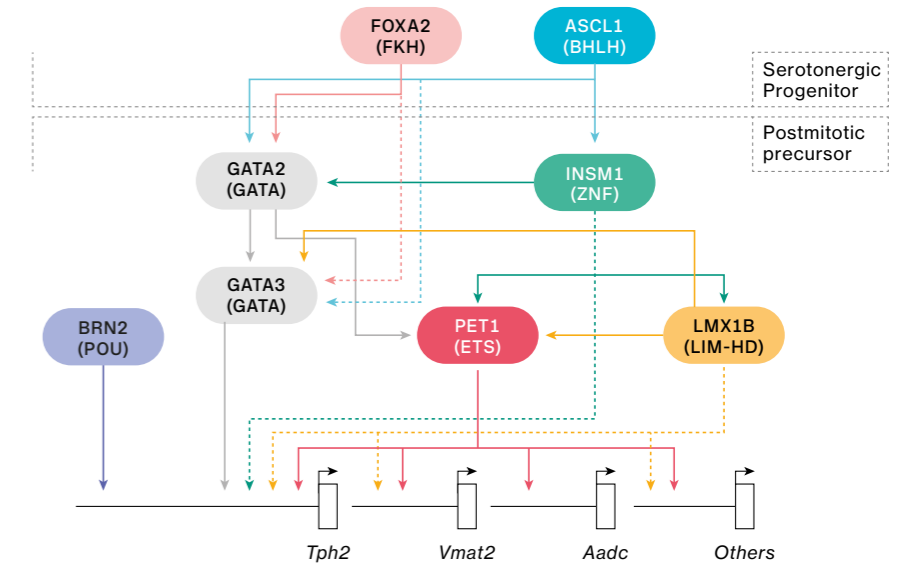 FOXA2
(FKH)
ASCL1
(BHLH)
Serotonergic
Progenitor
Postmitotic
precursor
GATA2
(GATA)
INSM1
(ZNF)
GATA3
(GATA)
BRN2
(POU)
PET1
(ETS)
LMX1B
(LIM-HD)
Tph2
Vmat2
Aadc
Others